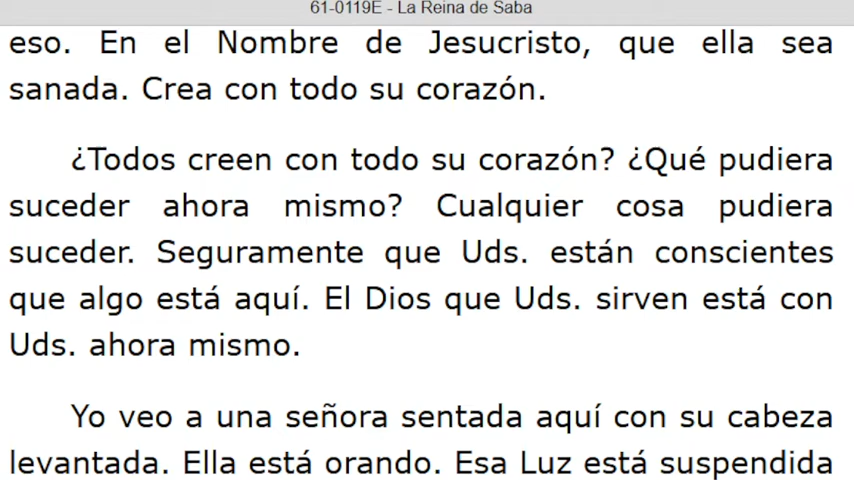 61-0119E - La Reina de Saba
eso. En el Nombre de Jesucristo, que ella sea
sanada. Crea con todo su corazón.
¿Todos creen con todo su corazón? ¿Qué pudiera
suceder ahora mismo? Cualquier cosa pudiera
suceder. Seguramente que Uds. están conscientes
que algo está aquí. El Dios que Uds. sirven está con
Uds. ahora mismo.
Yo veo a una señora sentada aquí con su cabeza
levantada. Ella está orando. Esa Luz está suspendida